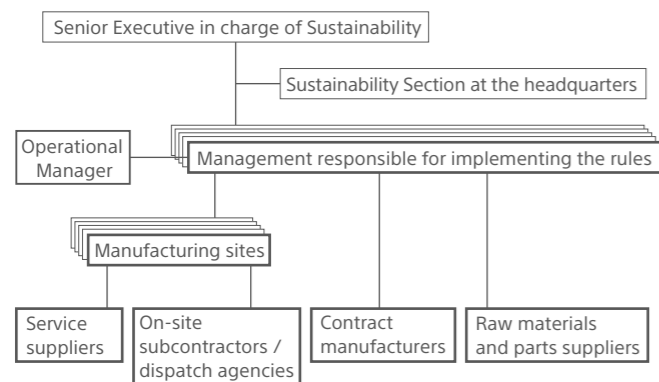 Senior Executive in charge of Sustainability
Sustainability Section at the headquarters
Operational
Manager
Management responsible for implementing the rules
Manufacturing sites
Service
suppliers
On-site
subcontractors /
dispatch agencies
Contract
manufacturers
Raw materials
and parts suppliers